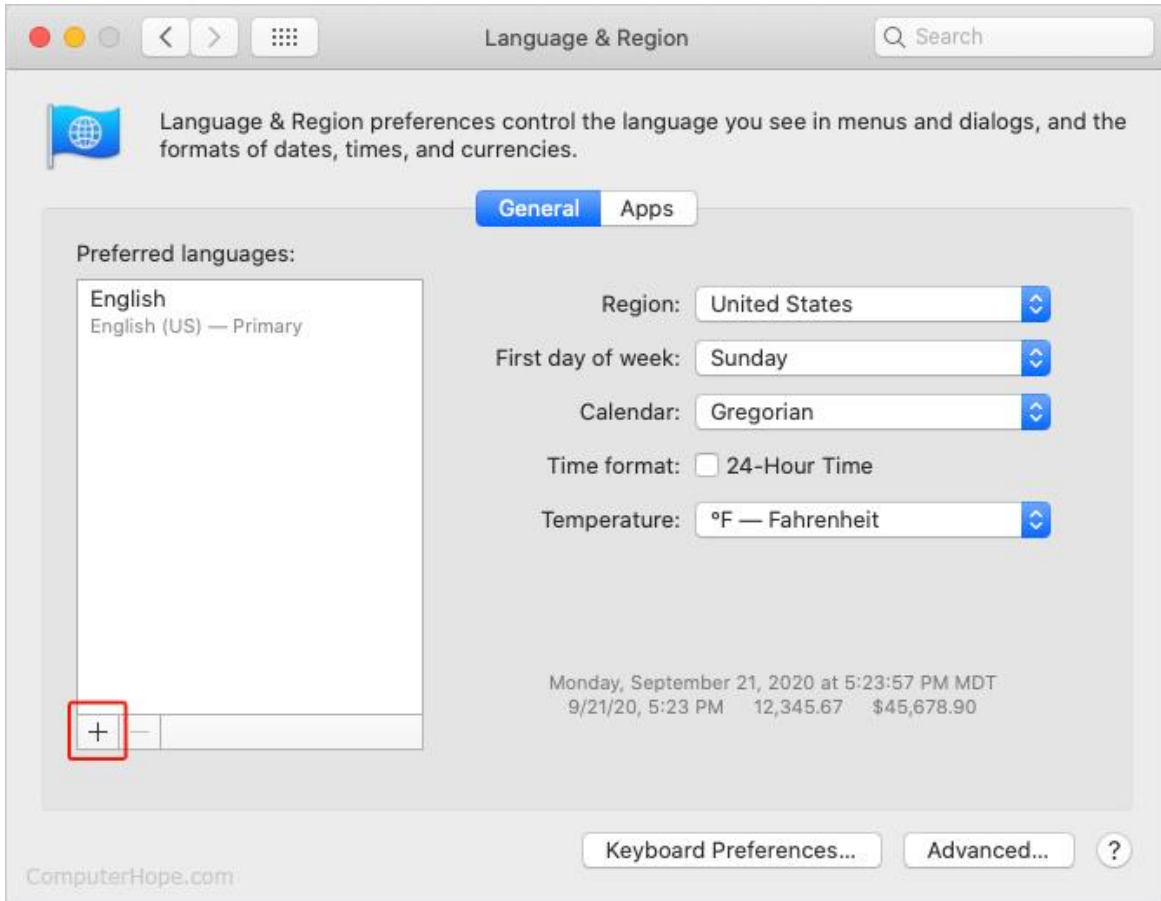 Language & Region
Search
Language & Region preferences control the language you see in menus and dialogs, and the
formats of dates, times, and currencies.
General
Apps
Preferred languages:
English
English (US) — Primary
Region: United States
First day of week: Sunday
Calendar: Gregorian
Time format: 24-Hour Time
Temperature: °F — Fahrenheit
Monday, September 21, 2020 at 5:23:57 PM MDT
9/21/20, 5:23 PM 12,345.67 $45,678.90
+ —
Keyboard Preferences... Advanced... ?
ComputerHope.com